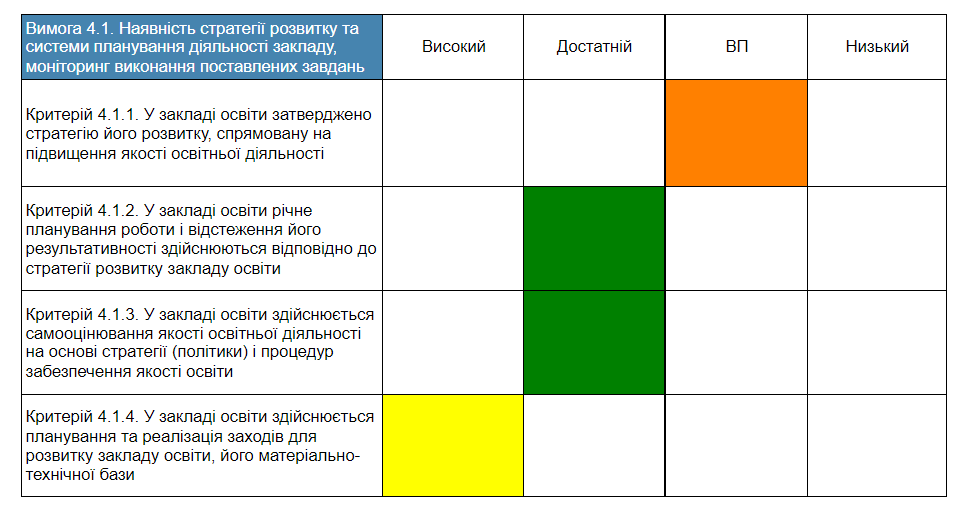 Вимога 4.1. Наявність стратегії розвитку та
системи планування діяльності закладу,
моніторинг виконання поставлених завдань
Високий
Достатній
ВП
Низький
Критерій 4.1.1. У закладі освіти затверджено
стратегію його розвитку, спрямовану на
підвищення якості освітньої діяльності
Критерій 4.1.2. У закладі освіти річне
планування роботи і відстеження його
результативності здійснюються відповідно до
стратегії розвитку закладу освіти
Критерій 4.1.3. У закладі освіти здійснюється
самооцінювання якості освітньої діяльності
на основі стратегії (політики) і процедур
забезпечення якості освіти
Критерій 4.1.4. У закладі освіти здійснюється
планування та реалізація заходів для
розвитку закладу освіти, його матеріально-
технічної бази